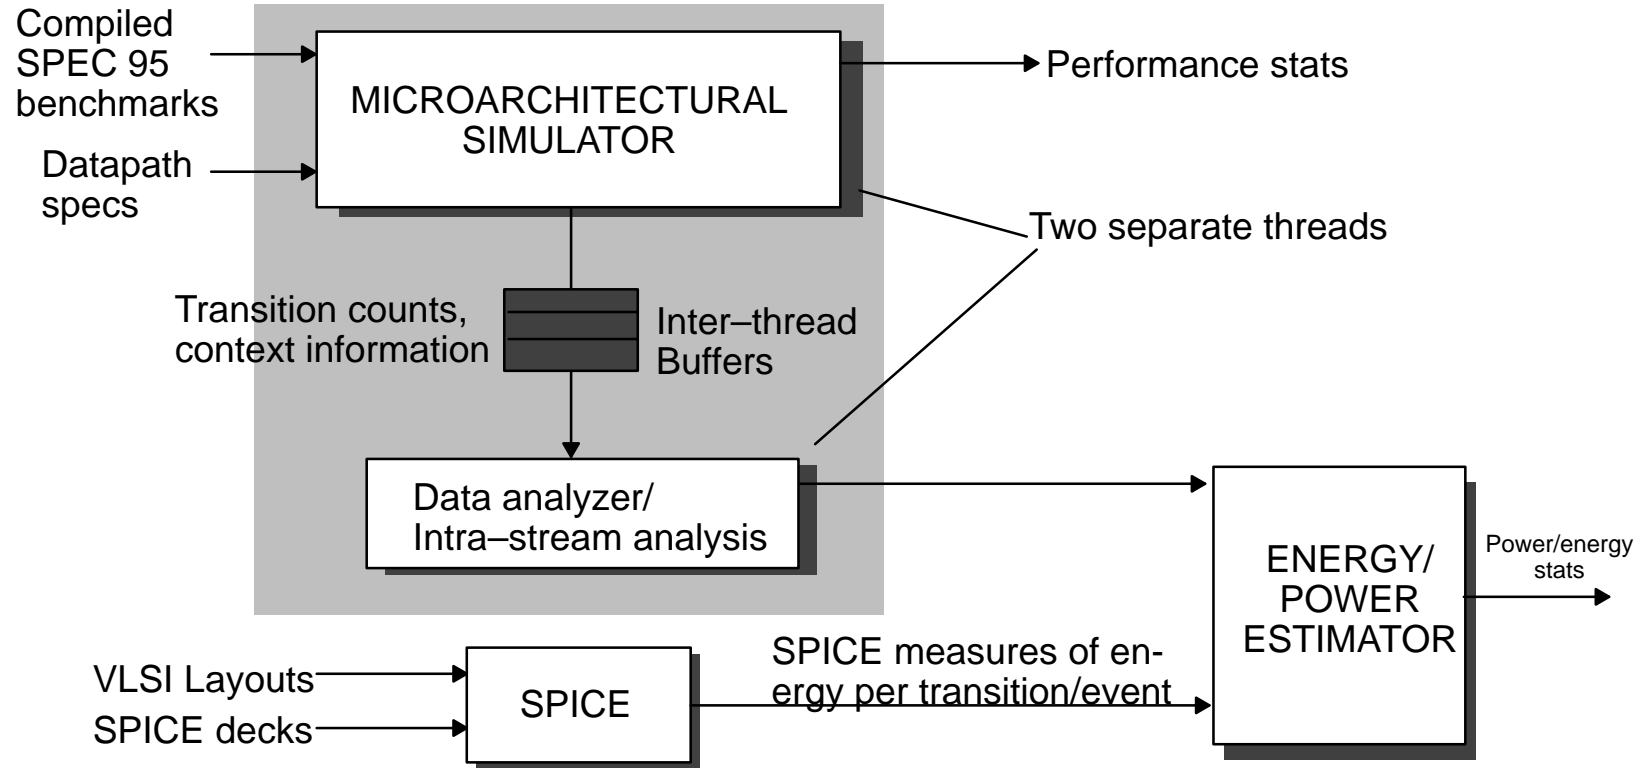 Compiled
SPEC 95
benchmarks
Datapath
specs
MICROARCHITECTURAL
SIMULATOR
Performance stats
Two separate threads
Transition counts,
context information
Inter–thread
Buffers
Data analyzer/
Intra–stream analysis
ENERGY/
POWER
ESTIMATOR
Power/energy
stats
VLSI Layouts
SPICE decks
SPICE
SPICE measures of en-
ergy per transition/event